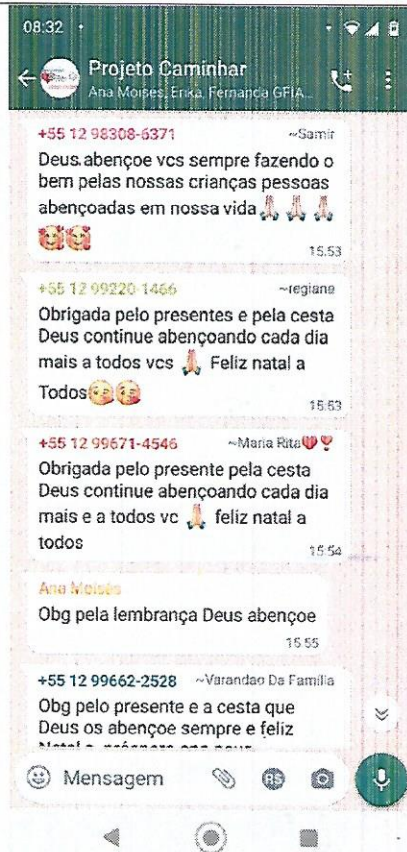 08:32
Projeto Caminhar
Ana Moises, Erika, Fernanda GFIA...
+55 12 98308-6371 ~Samir
Deus.abençoe vcs sempre fazendo o
bem pelas nossas crianças pessoas
abençoadas em nossa vida 🙏🙏🙏
🥰🥰
15:53
+55 12 99220-1466 ~regiane
Obrigada pelo presentes e pela cesta
Deus continue abençoando cada dia
mais a todos vcs 🙏 Feliz natal a
Todos
15:53
+55 12 99671-4546 ~Maria Rita
Obrigada pelo presente pela cesta
Deus continue abençoando cada dia
mais e a todos vc 🙏 feliz natal a
todos
15:54
Ana Moisés
Obg pela lembrança Deus abençoe
15:55
+55 12 99662-2528 ~Varandao Da Família
Obg pelo presente e a cesta que
Deus os abençoe sempre e feliz
Mensagem
R$